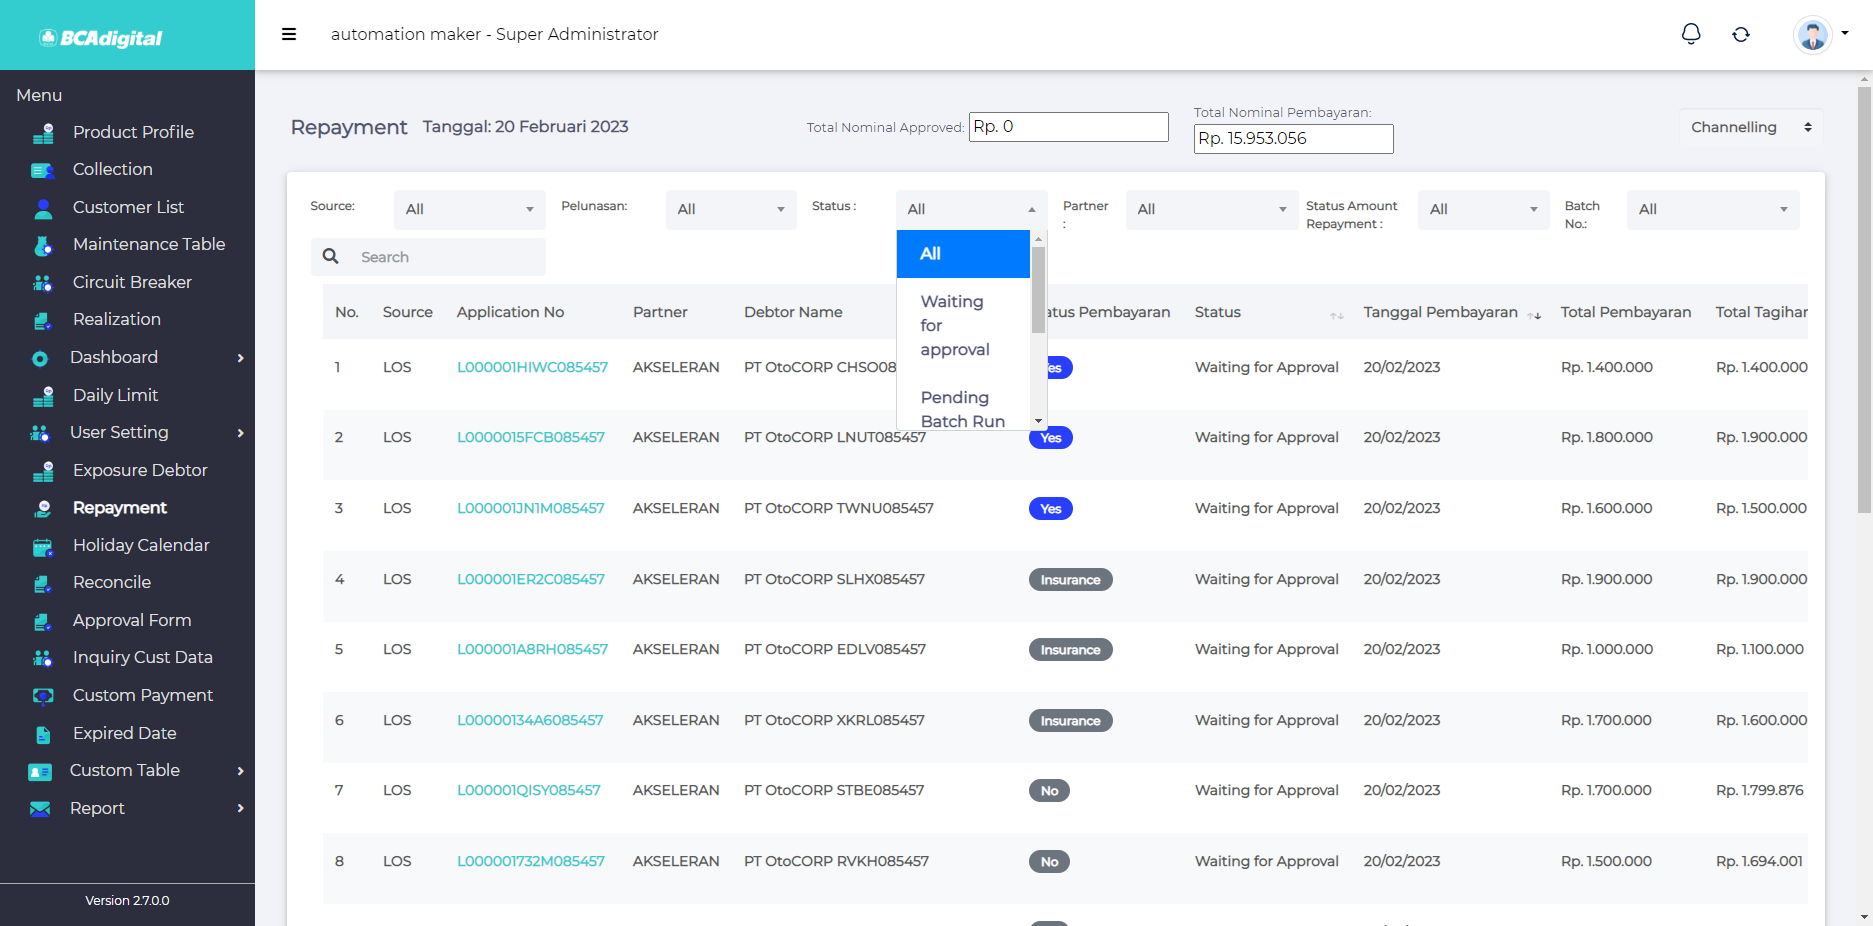 BCAdigital
automation maker - Super Administrator
Menu
Product Profile
Collection
Customer List
Maintenance Table
Circuit Breaker
Realization
Dashboard
Daily Limit
User Setting
Exposure Debtor
Repayment
Holiday Calendar
Reconcile
Approval Form
Inquiry Cust Data
Custom Payment
Expired Date
Custom Table
Report
Version 2.7.0.0
Repayment Tanggal: 20 Februari 2023
Total Nominal Approved: Rp. 0
Total Nominal Pembayaran:
Rp. 15.953.056
Channelling
Source: All Pelunasan: All Status : All Partner : All Status Amount Repayment : All Batch No.: All
Search
All
Waiting
for
approval
Pending
Batch Run
No. Source Application No Partner Debtor Name atus Pembayaran Status Tanggal Pembayaran Total Pembayaran Total Tagihar
1 LOS L000001HIWC085457 AKSELERAN PT OtoCORP CHSO08 es Waiting for Approval 20/02/2023 Rp. 1.400.000 Rp. 1.400.000
2 LOS L0000015FCB085457 AKSELERAN PT OtoCORP LNUT085457 Yes Waiting for Approval 20/02/2023 Rp. 1.800.000 Rp. 1.900.000
3 LOS L000001JN1M085457 AKSELERAN PT OtoCORP TWNU085457 Yes Waiting for Approval 20/02/2023 Rp. 1.600.000 Rp. 1.500.000
4 LOS L000001ER2C085457 AKSELERAN PT OtoCORP SLHX085457 Insurance Waiting for Approval 20/02/2023 Rp. 1.900.000 Rp. 1.900.000
5 LOS L000001A8RH085457 AKSELERAN PT OtoCORP EDLV085457 Insurance Waiting for Approval 20/02/2023 Rp. 1.000.000 Rp. 1.100.000
6 LOS L00000134A6085457 AKSELERAN PT OtoCORP XKRL085457 Insurance Waiting for Approval 20/02/2023 Rp. 1.700.000 Rp. 1.600.000
7 LOS L000001QISY085457 AKSELERAN PT OtoCORP STBE085457 No Waiting for Approval 20/02/2023 Rp. 1.700.000 Rp. 1.799.876
8 LOS L000001732M085457 AKSELERAN PT OtoCORP RVKH085457 No Waiting for Approval 20/02/2023 Rp. 1.500.000 Rp. 1.694.001